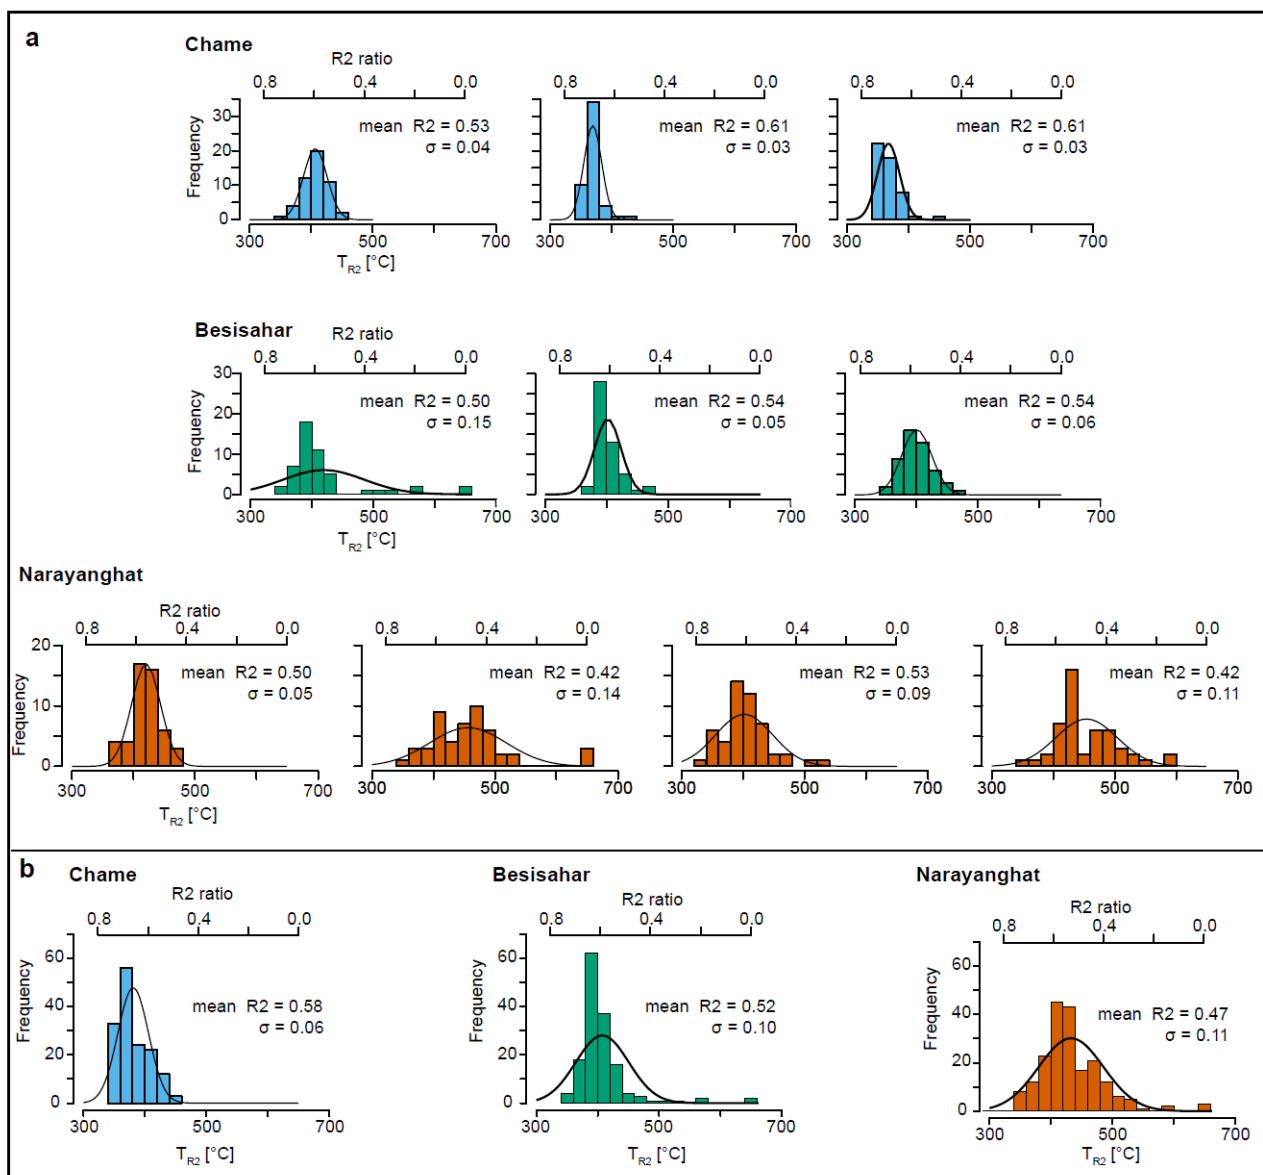 a
Chame
R2 ratio
0.8 0.4 0.0 0.8 0.4 0.0 0.8 0.4 0.0
Frequency
30
20
10
0
mean R2 = 0.53
σ = 0.04
mean R2 = 0.61
σ = 0.03
mean R2 = 0.61
σ = 0.03
300 500 700 300 500 700 300 500 700
TR2 [°C]
Besisahar
R2 ratio
0.8 0.4 0.0 0.8 0.4 0.0 0.8 0.4 0.0
Frequency
30
20
10
0
mean R2 = 0.50
σ = 0.15
mean R2 = 0.54
σ = 0.05
mean R2 = 0.54
σ = 0.06
300 500 700 300 500 700 300 500 700
TR2 [°C]
Narayanghat
R2 ratio
0.8 0.4 0.0 0.8 0.4 0.0 0.8 0.4 0.0 0.8 0.4 0.0
Frequency
20
10
0
mean R2 = 0.50
σ = 0.05
mean R2 = 0.42
σ = 0.14
mean R2 = 0.53
σ = 0.09
mean R2 = 0.42
σ = 0.11
300 500 700 300 500 700 300 500 700 300 500 700
TR2 [°C]
b
Chame
R2 ratio
0.8 0.4 0.0
Frequency
60
40
20
0
mean R2 = 0.58
σ = 0.06
300 500 700
TR2 [°C]
Besisahar
R2 ratio
0.8 0.4 0.0
Frequency
60
40
20
0
mean R2 = 0.52
σ = 0.10
300 500 700
TR2 [°C]
Narayanghat
R2 ratio
0.8 0.4 0.0
Frequency
60
40
20
0
mean R2 = 0.47
σ = 0.11
300 500 700
TR2 [°C]